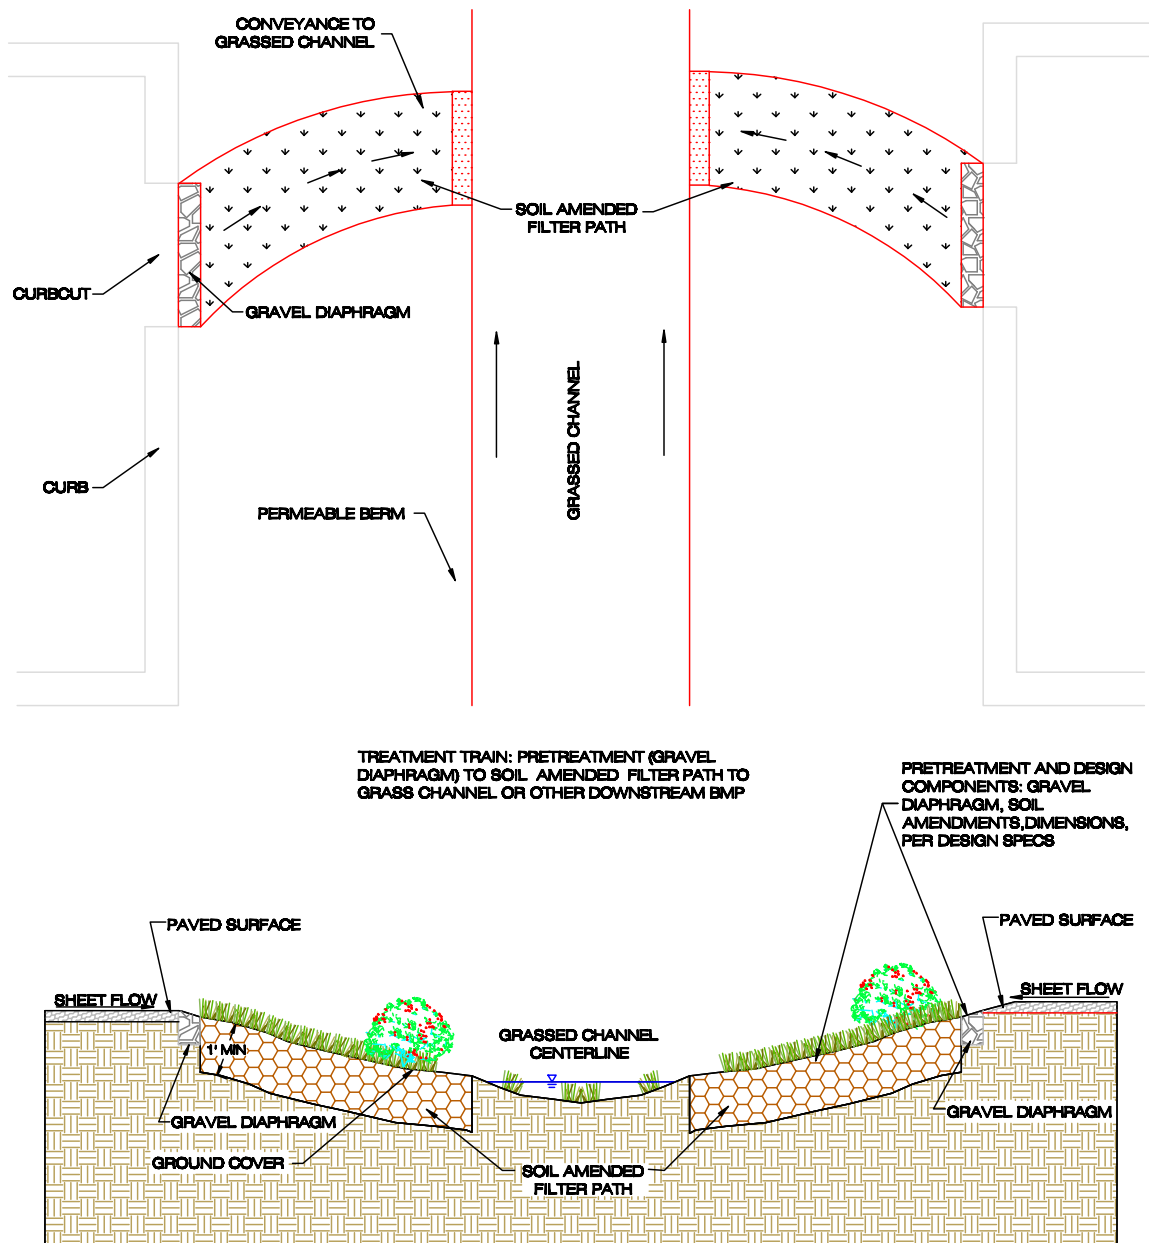 CONVEYANCE TO
GRASSED CHANNEL
SOIL AMENDED
FILTER PATH
CURBCUT
GRAVEL DIAPHRAGM
GRASSED CHANNEL
CURB
PERMEABLE BERM
TREATMENT TRAIN: PRETREATMENT (GRAVEL
DIAPHRAGM) TO SOIL AMENDED FILTER PATH TO
GRASS CHANNEL OR OTHER DOWNSTREAM BMP
PRETREATMENT AND DESIGN
COMPONENTS: GRAVEL
DIAPHRAGM, SOIL
AMENDMENTS,DIMENSIONS,
PER DESIGN SPECS
PAVED SURFACE
PAVED SURFACE
SHEET FLOW
SHEET FLOW
GRASSED CHANNEL
CENTERLINE
1' MIN
GRAVEL DIAPHRAGM
GRAVEL DIAPHRAGM
GROUND COVER
SOIL AMENDED
FILTER PATH